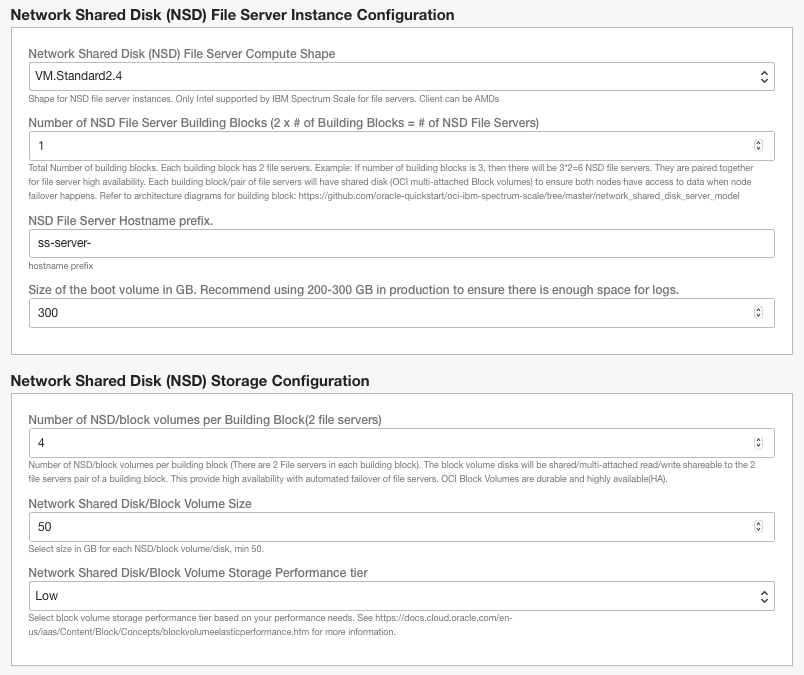 Network Shared Disk (NSD) File Server Instance Configuration
Network Shared Disk (NSD) File Server Compute Shape
VM.Standard2.4
Shape for NSD file server instances. Only Intel supported by IBM Spectrum Scale for file servers. Client can be AMDs
Number of NSD File Server Building Blocks (2 x # of Building Blocks = # of NSD File Servers)
1
Total Number of building blocks. Each building block has 2 file servers. Example: If number of building blocks is 3, then there will be 3*2=6 NSD file servers. They are paired together
for file server high availability. Each building block/pair of file servers will have shared disk (OCI multi-attached Block volumes) to ensure both nodes have access to data when node
failover happens. Refer to architecture diagrams for building block: https://github.com/oracle-quickstart/oci-ibm-spectrum-scale/tree/master/network_shared_disk_server_model
NSD File Server Hostname prefix.
ss-server-
hostname prefix
Size of the boot volume in GB. Recommend using 200-300 GB in production to ensure there is enough space for logs.
300
Network Shared Disk (NSD) Storage Configuration
Number of NSD/block volumes per Building Block(2 file servers)
4
Number of NSD/block volumes per building block (There are 2 File servers in each building block). The block volume disks will be shared/multi-attached read/write shareable to the 2
file servers pair of a building block. This provide high availability with automated failover of file servers. OCI Block Volumes are durable and highly available(HA).
Network Shared Disk/Block Volume Size
50
Select size in GB for each NSD/block volume/disk, min 50.
Network Shared Disk/Block Volume Storage Performance tier
Low
Select block volume storage performance tier based on your performance needs. See https://docs.cloud.oracle.com/en-
us/iaas/Content/Block/Concepts/blockvolumeelasticperformance.htm for more information.